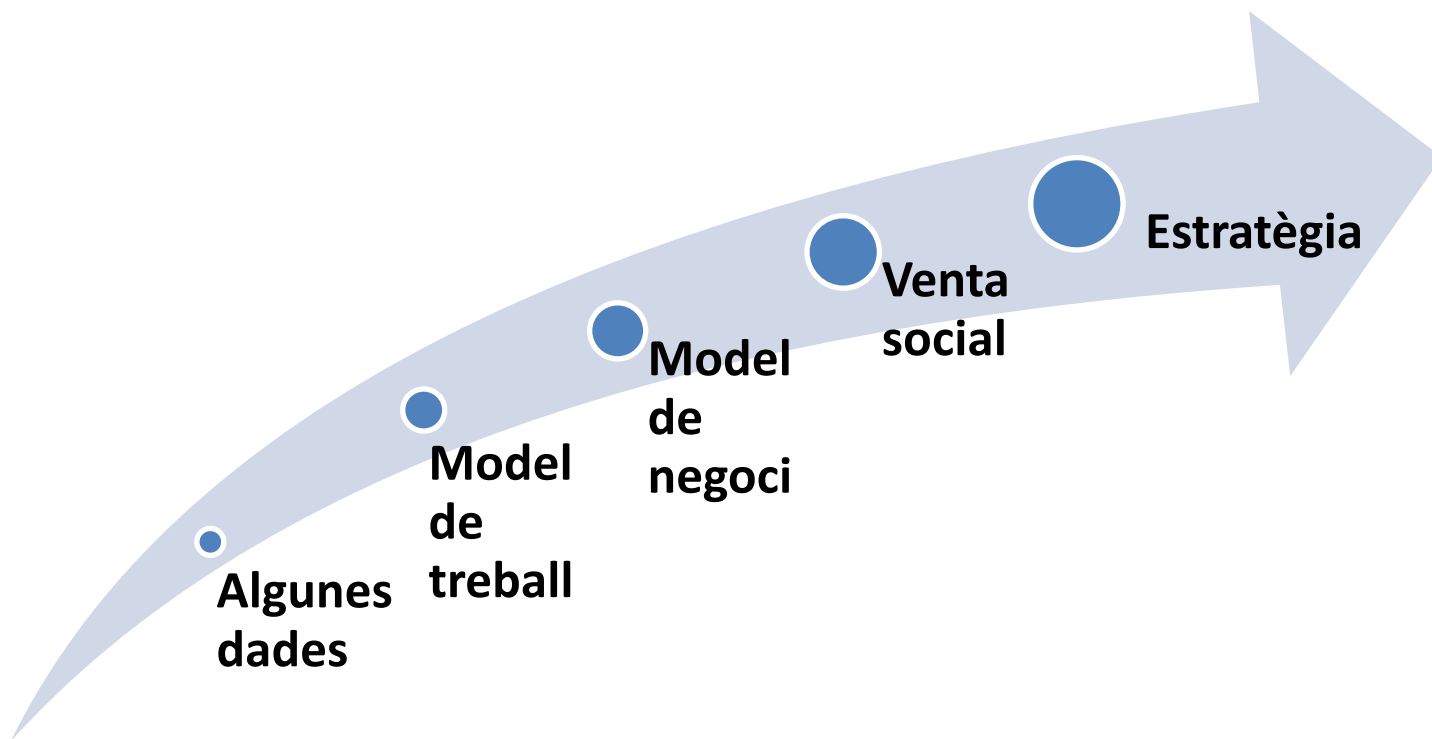 Algunes
dades
Model
de
treball
Model
de
negoci
Venta
social
Estratègia